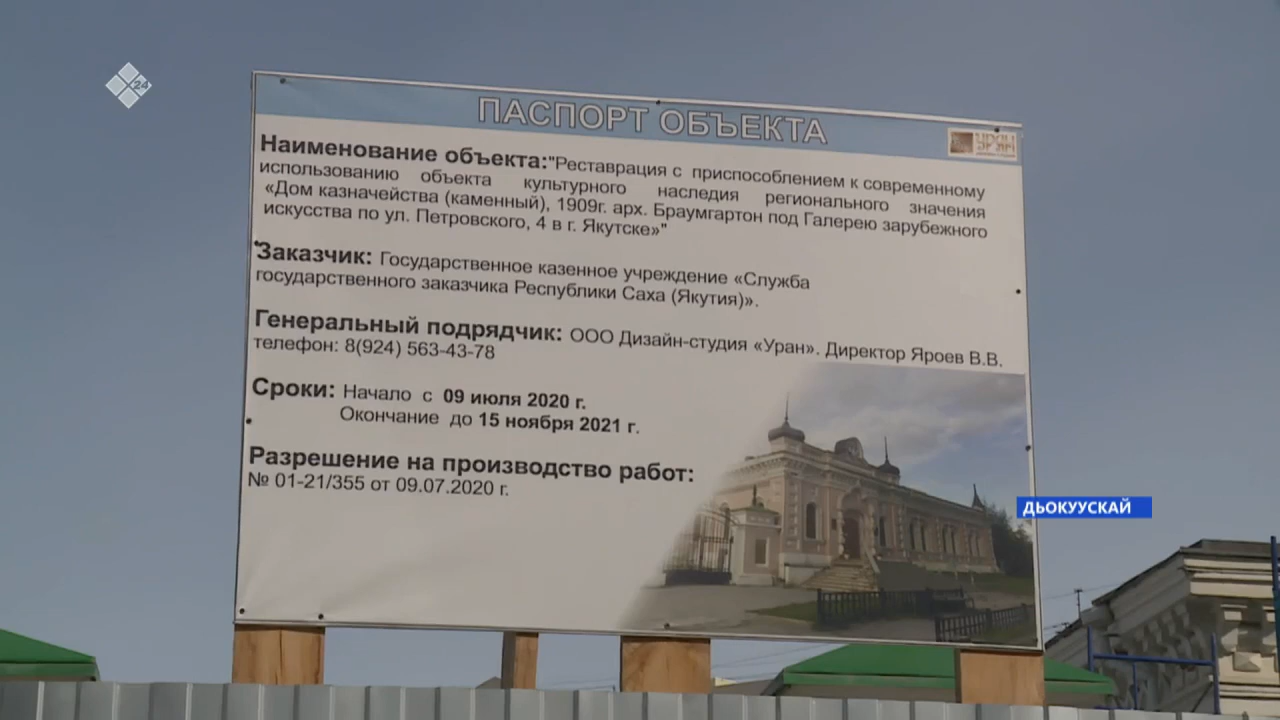 24
ПАСПОРТ ОБЪЕКТА
УРАН
Наименование объекта:"Реставрация с приспособлением к современному
использованию объекта культурного наследия регионального значения
«Дом казначейства (каменный), 1909г. арх. Браумгартон под Галерею зарубежного
искусства по ул. Петровского, 4 в г. Якутске»"
Заказчик: Государственное казенное учреждение «Служба
государственного заказчика Республики Саха (Якутия)».
Генеральный подрядчик: ООО Дизайн-студия «Уран». Директор Яроев В.В.
телефон: 8(924) 563-43-78
Сроки: Начало с 09 июля 2020 г.
Окончание до 15 ноября 2021 г.
Разрешение на производство работ:
№ 01-21/355 от 09.07.2020 г.
ДЬОКУУСКАЙ